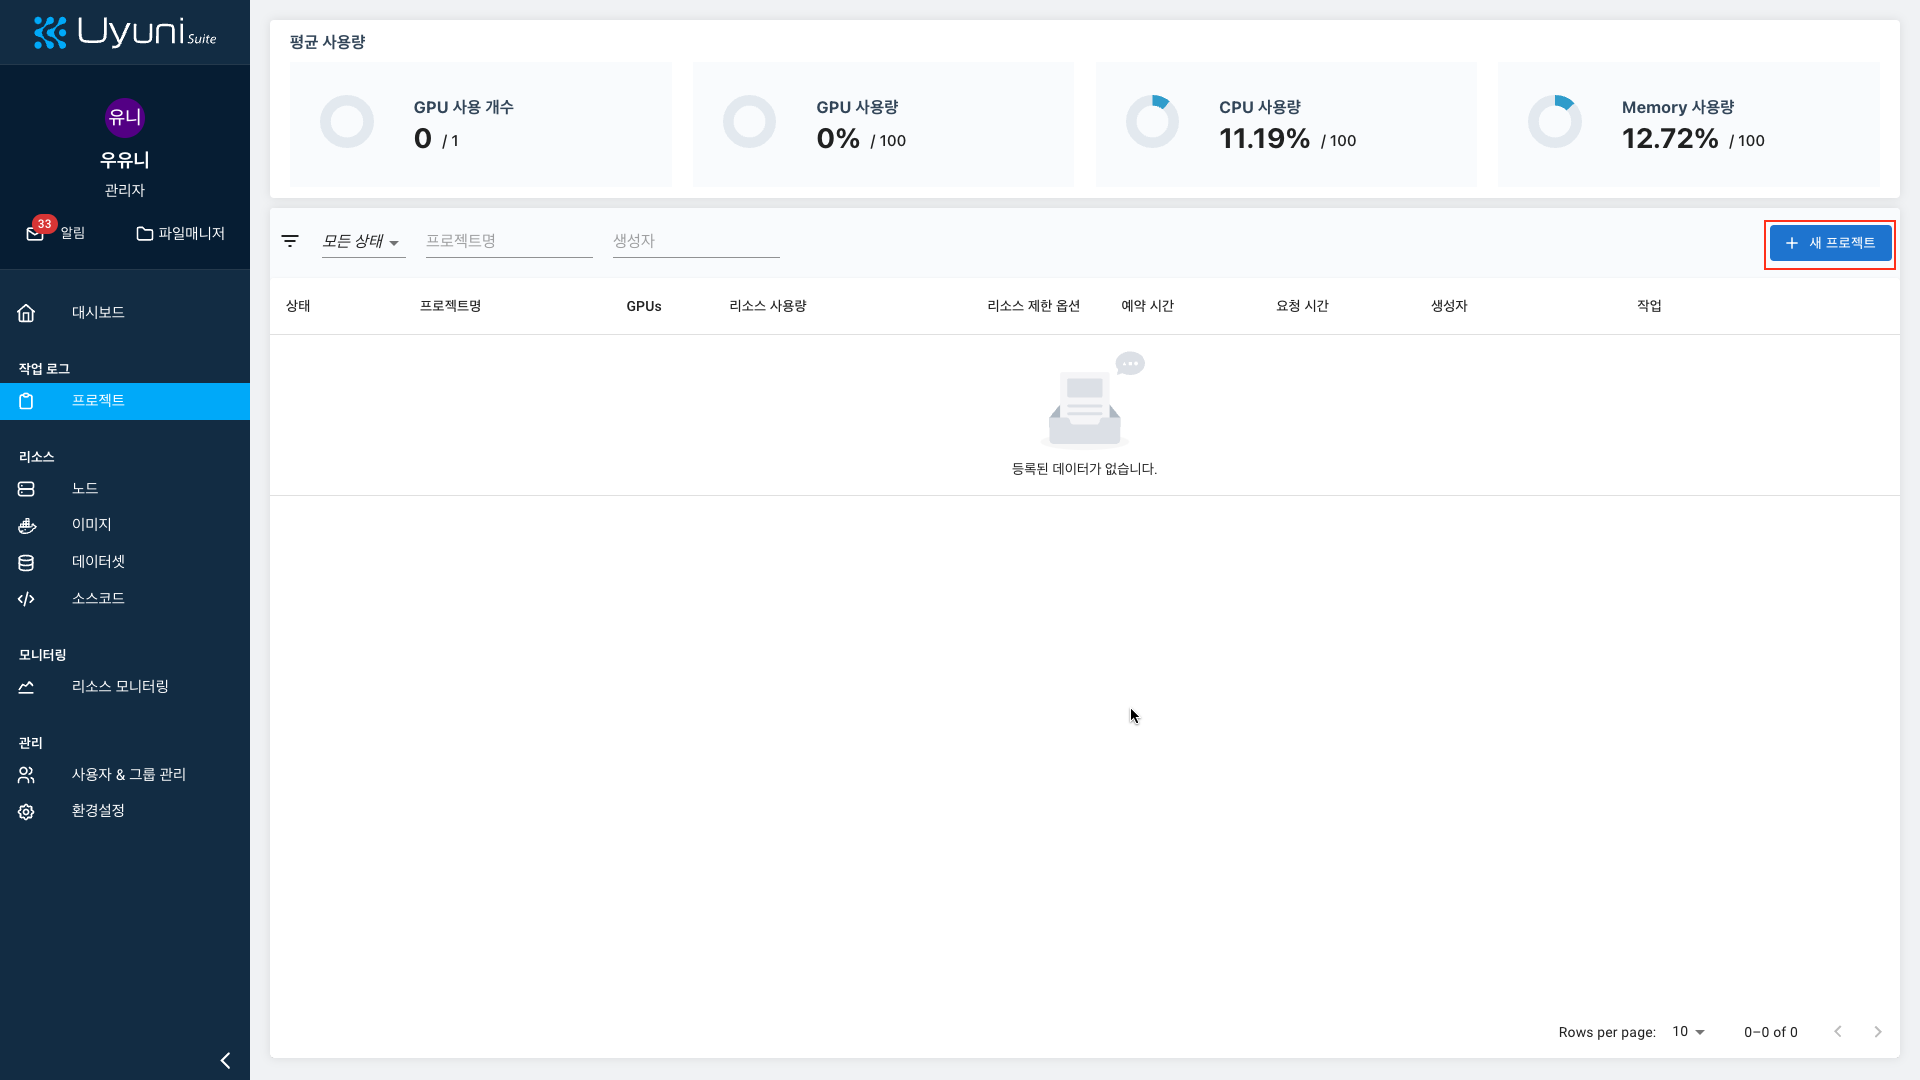 Uyuni Suite
유니
우유니
관리자
33
알림
파일매니저
대시보드
작업 로그
프로젝트
리소스
노드
이미지
데이터셋
소스코드
모니터링
리소스 모니터링
관리
사용자 & 그룹 관리
환경설정
평균 사용량
GPU 사용 개수
0 / 1
GPU 사용량
0% / 100
CPU 사용량
11.19% / 100
Memory 사용량
12.72% / 100
모든 상태 프로젝트명 생성자
+ 새 프로젝트
상태 프로젝트명 GPUs 리소스 사용량 리소스 제한 옵션 예약 시간 요청 시간 생성자 작업
등록된 데이터가 없습니다.
Rows per page: 10 0–0 of 0